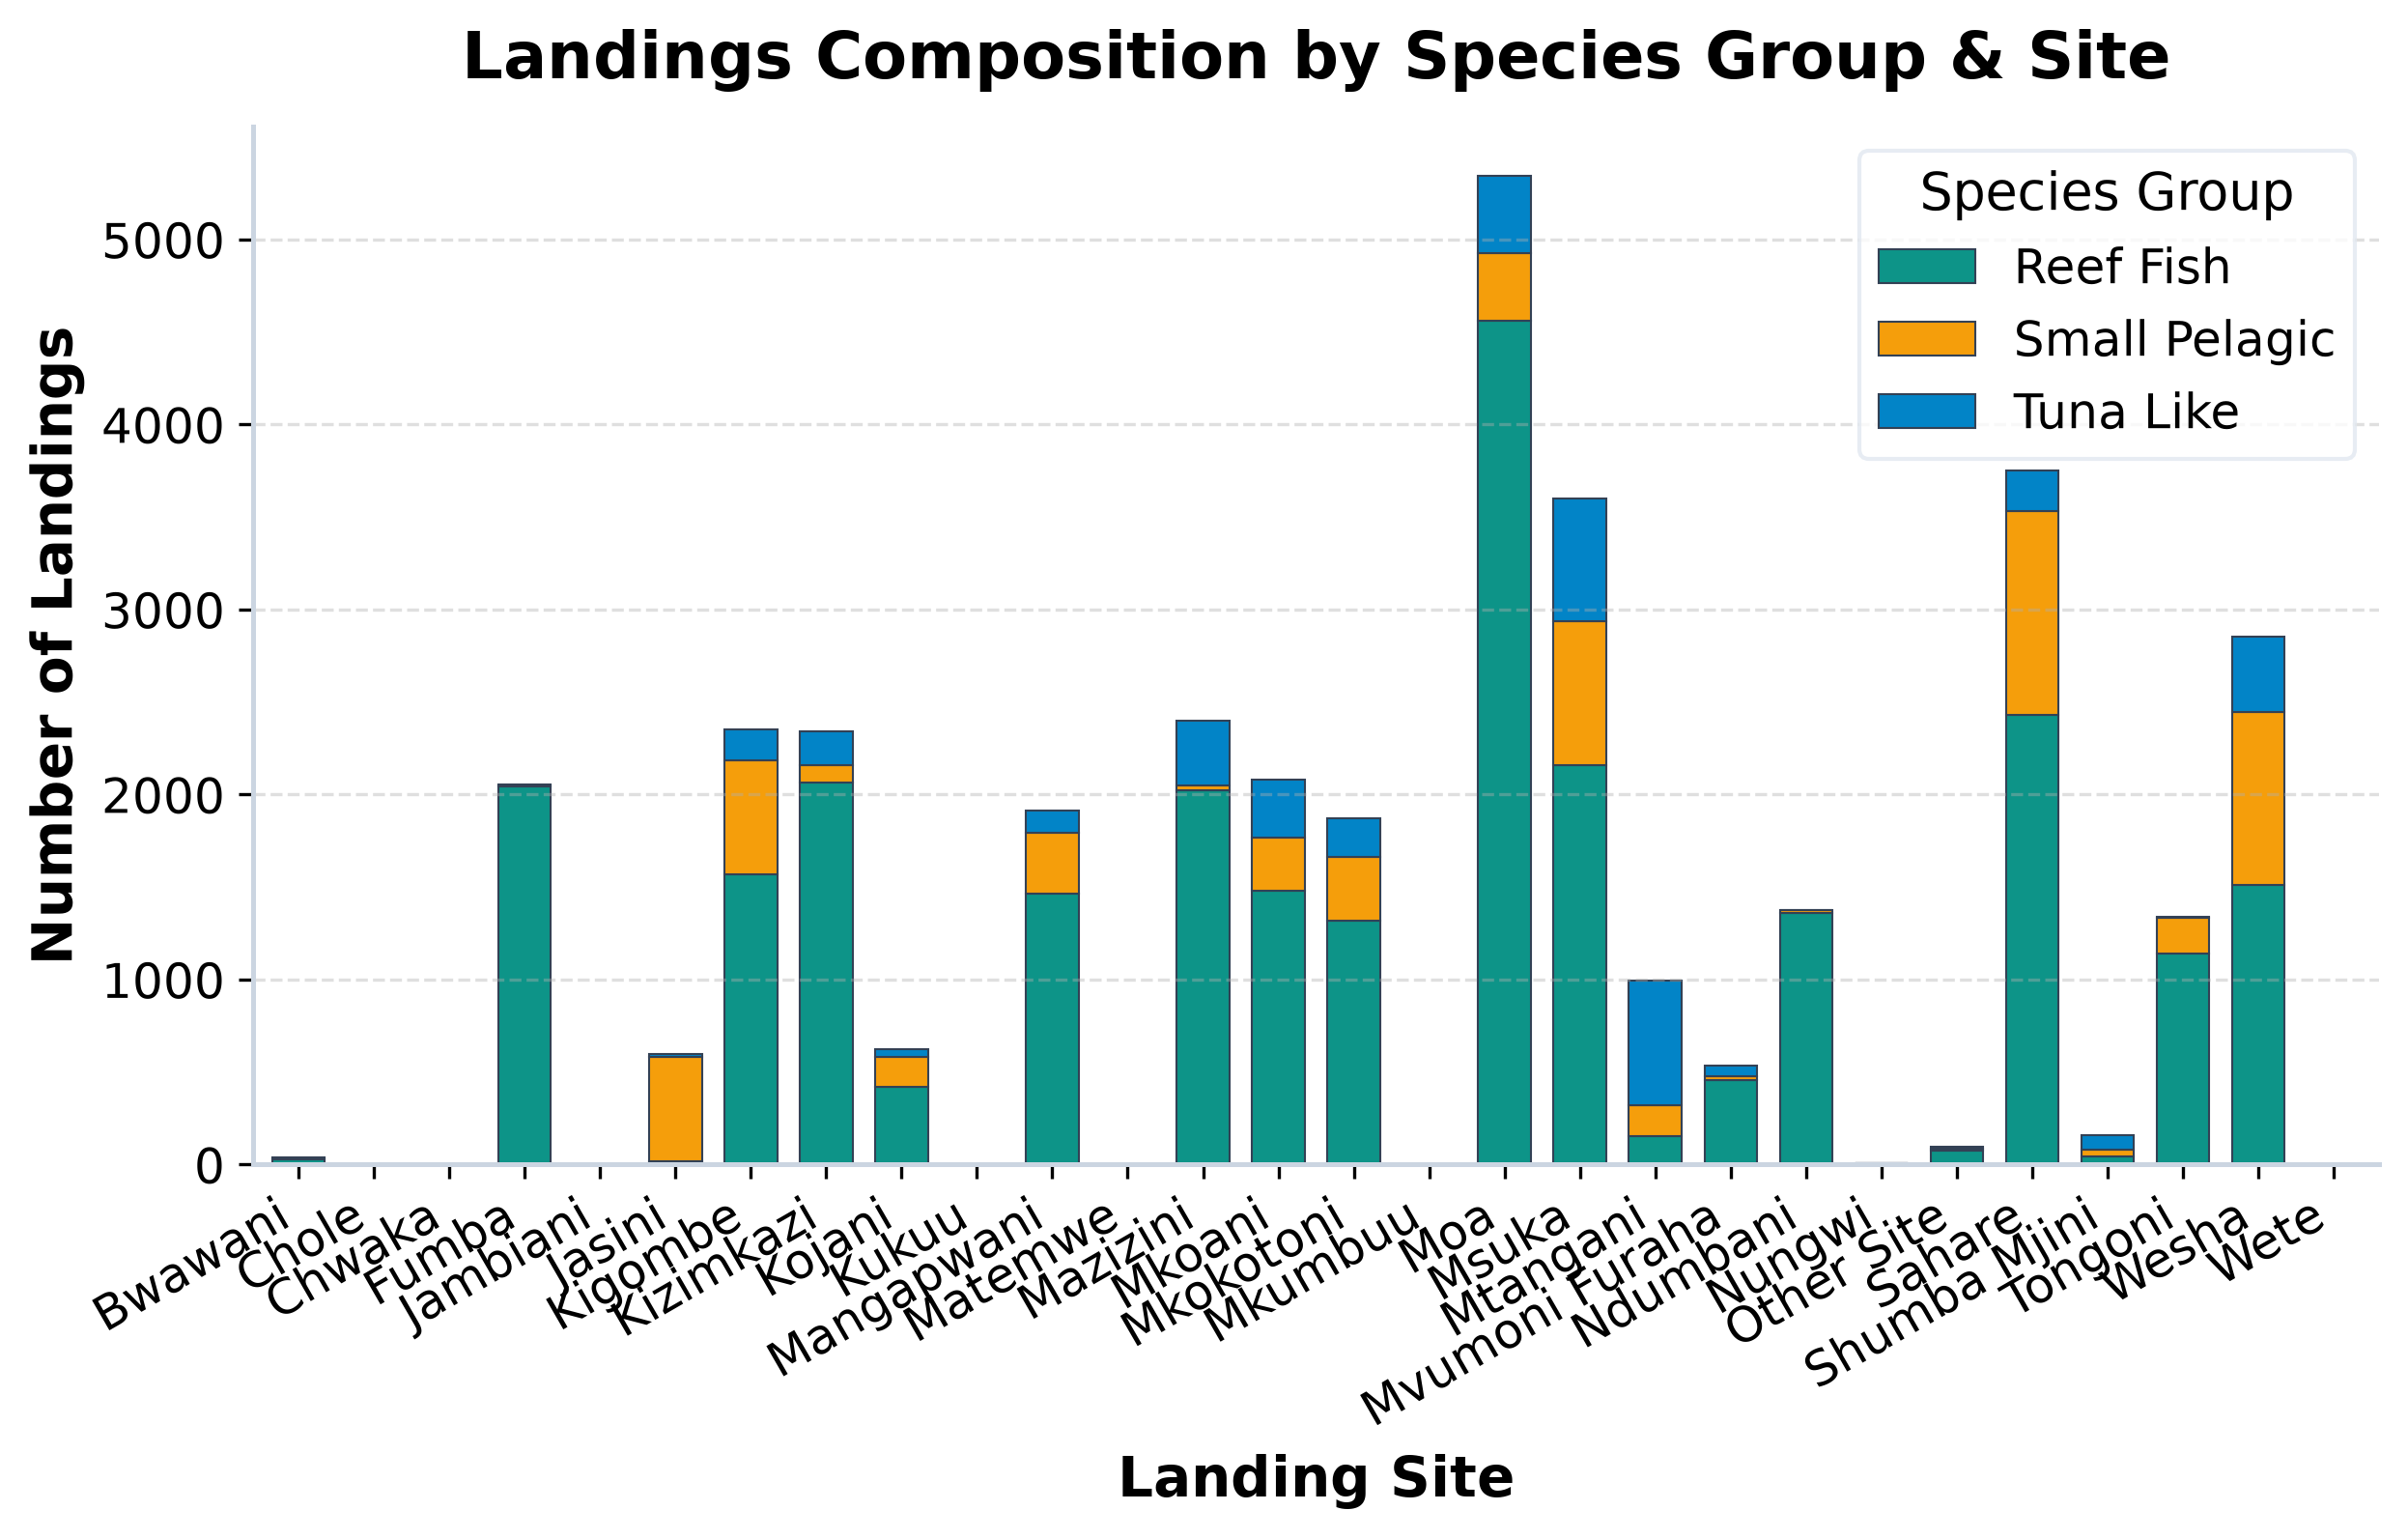 Landings Composition by Species Group & Site
Number of Landings
5000
4000
3000
2000
1000
0
Species Group
Reef Fish
Small Pelagic
Tuna Like
Bwawani
Chole
Chwaka
Fumba
Jambiani
Jasini
Kigombe
Kizimkazi
Kojani
Kukuu
Mangapwani
Matemwe
Mazizini
Mkoani
Mkokotoni
Mkumbuu
Moa
Msuka
Mtangani
Mvumoni Furaha
Ndumbani
Nungwi
Other Site
Sahare
Shumba Mjini
Tongoni
Wesha
Wete
Landing Site